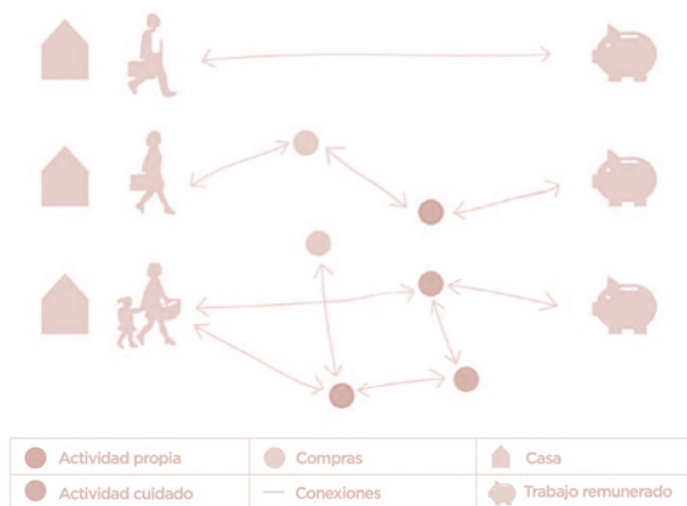 Actividad propia
Compras
Casa
Actividad cuidado
Conexiones
Trabajo remunerado